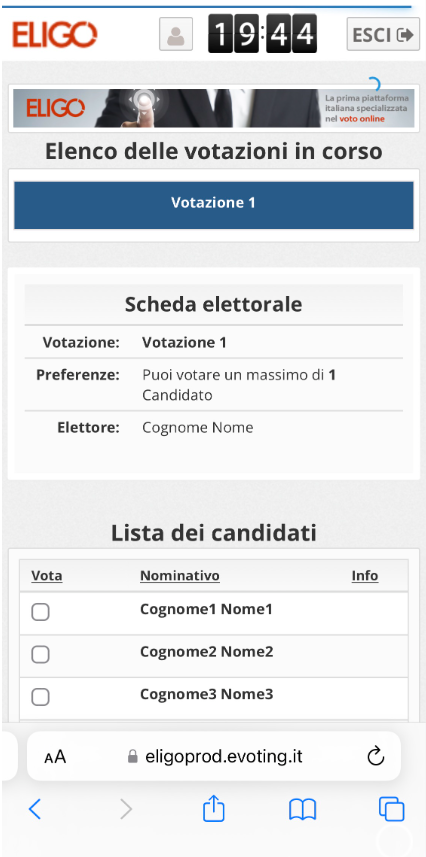 ELIGO
19:44
ESCI
ELIGO
La prima piattaforma
italiana specializzata
nel voto online
Elenco delle votazioni in corso
Votazione 1
Scheda elettorale
Votazione: Votazione 1
Preferenze: Puoi votare un massimo di 1
Candidato
Elettore: Cognome Nome
Lista dei candidati
Vota Nominativo Info
Cognome1 Nome1
Cognome2 Nome2
Cognome3 Nome3
AA eligoprod.evoting.it